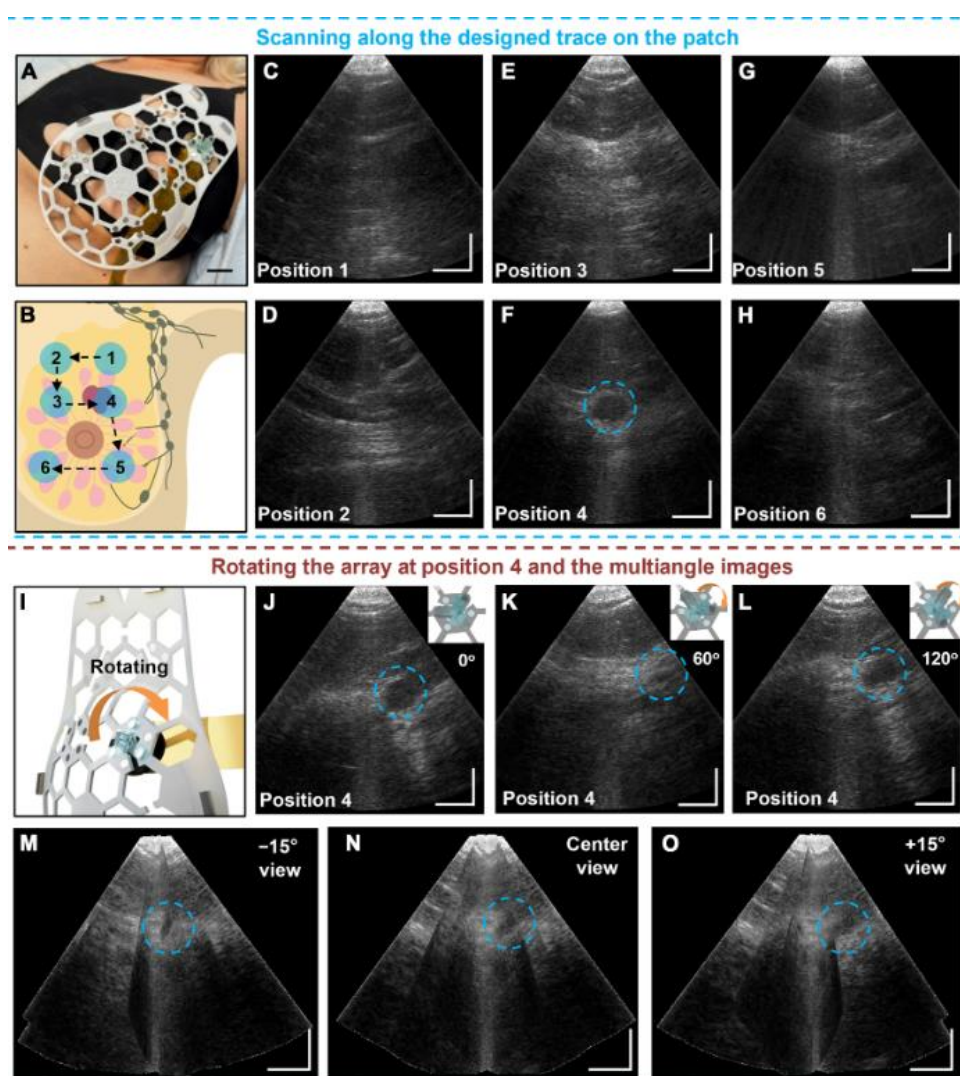 Scanning along the designed trace on the patch
A
C
E
G
Position 1
Position 3
Position 5
B
D
F
H
2
1
3
4
6
5
Position 2
Position 4
Position 6
Rotating the array at position 4 and the multiangle images
I
J
K
L
Rotating
0°
60°
120°
Position 4
Position 4
Position 4
M
−15°
view
N
Center
view
O
+15°
view